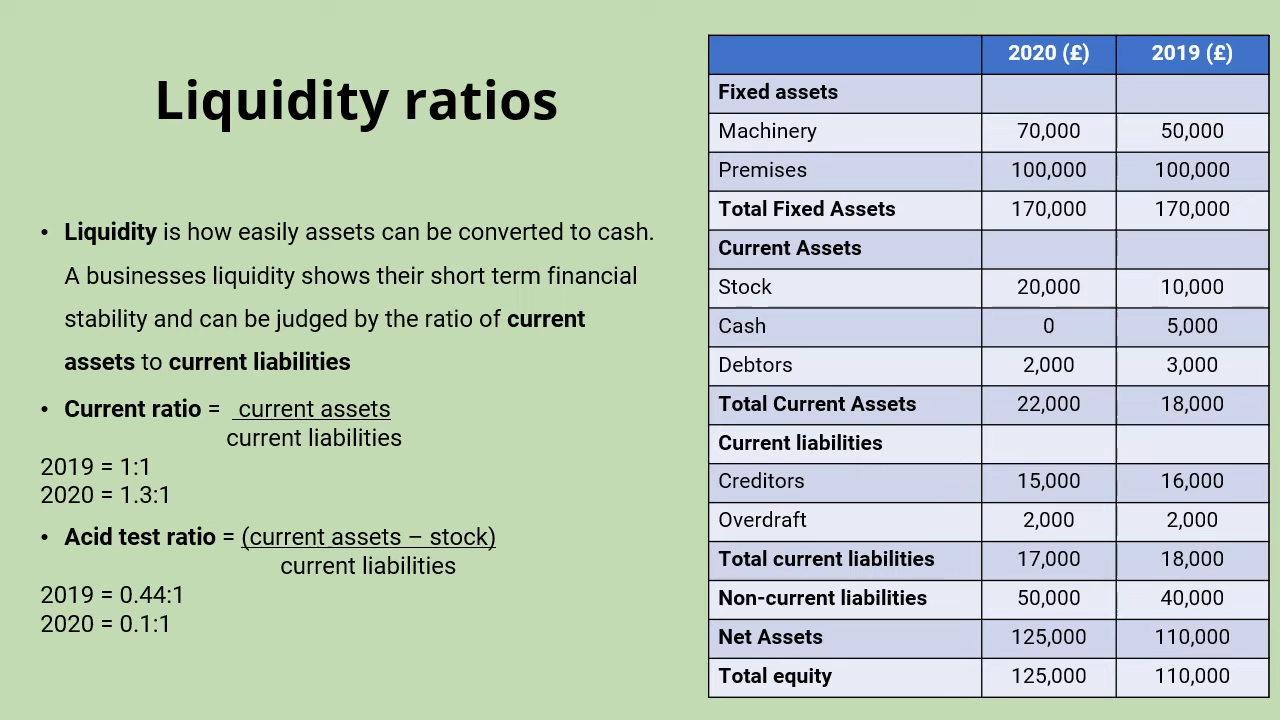 Liquidity ratios
• Liquidity is how easily assets can be converted to cash.
A businesses liquidity shows their short term financial
stability and can be judged by the ratio of current
assets to current liabilities
• Current ratio = current assets
current liabilities
2019 = 1:1
2020 = 1.3:1
• Acid test ratio = (current assets – stock)
current liabilities
2019 = 0.44:1
2020 = 0.1:1
2020 (£) 2019 (£)
Fixed assets
Machinery 70,000 50,000
Premises 100,000 100,000
Total Fixed Assets 170,000 170,000
Current Assets
Stock 20,000 10,000
Cash 0 5,000
Debtors 2,000 3,000
Total Current Assets 22,000 18,000
Current liabilities
Creditors 15,000 16,000
Overdraft 2,000 2,000
Total current liabilities 17,000 18,000
Non-current liabilities 50,000 40,000
Net Assets 125,000 110,000
Total equity 125,000 110,000